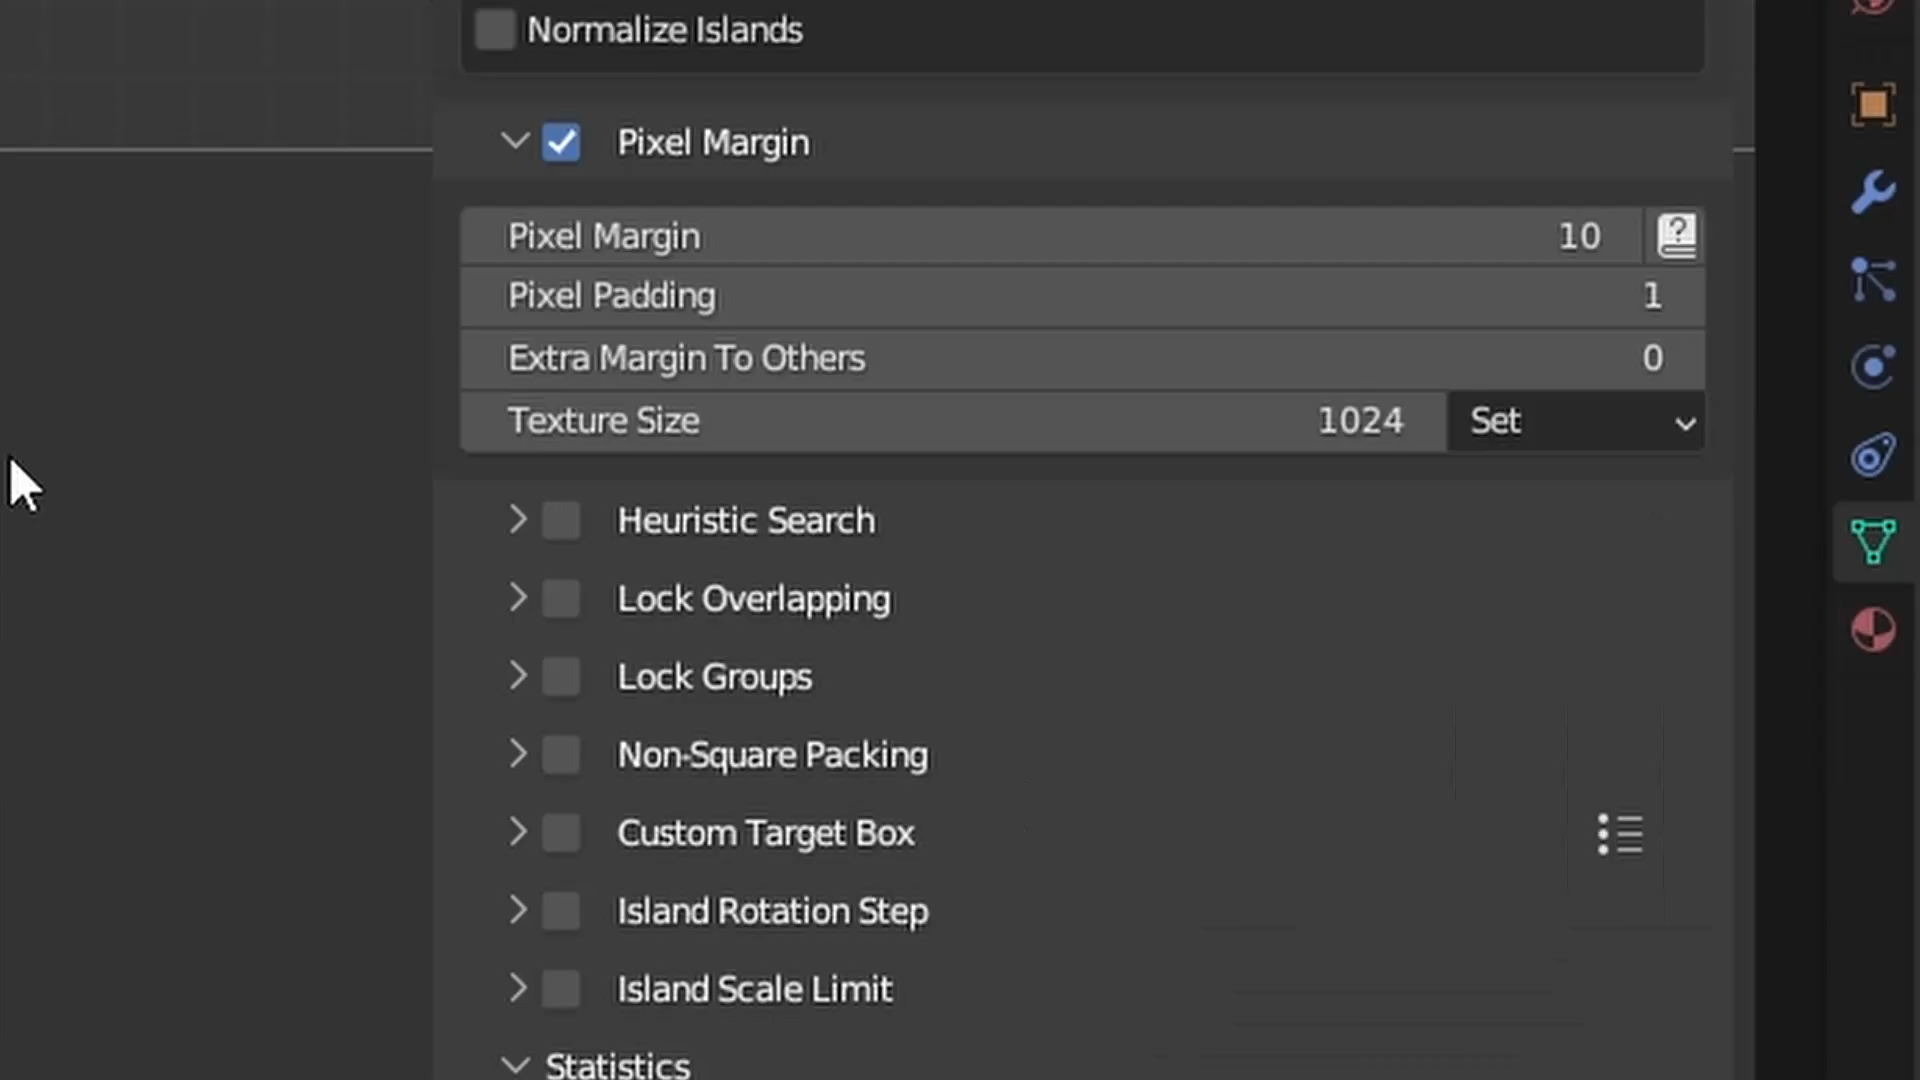 Normalize Islands
Pixel Margin
Pixel Margin 10 ?
Pixel Padding 1
Extra Margin To Others 0
Texture Size 1024 Set
Heuristic Search
Lock Overlapping
Lock Groups
Non-Square Packing
Custom Target Box
Island Rotation Step
Island Scale Limit
Statistics